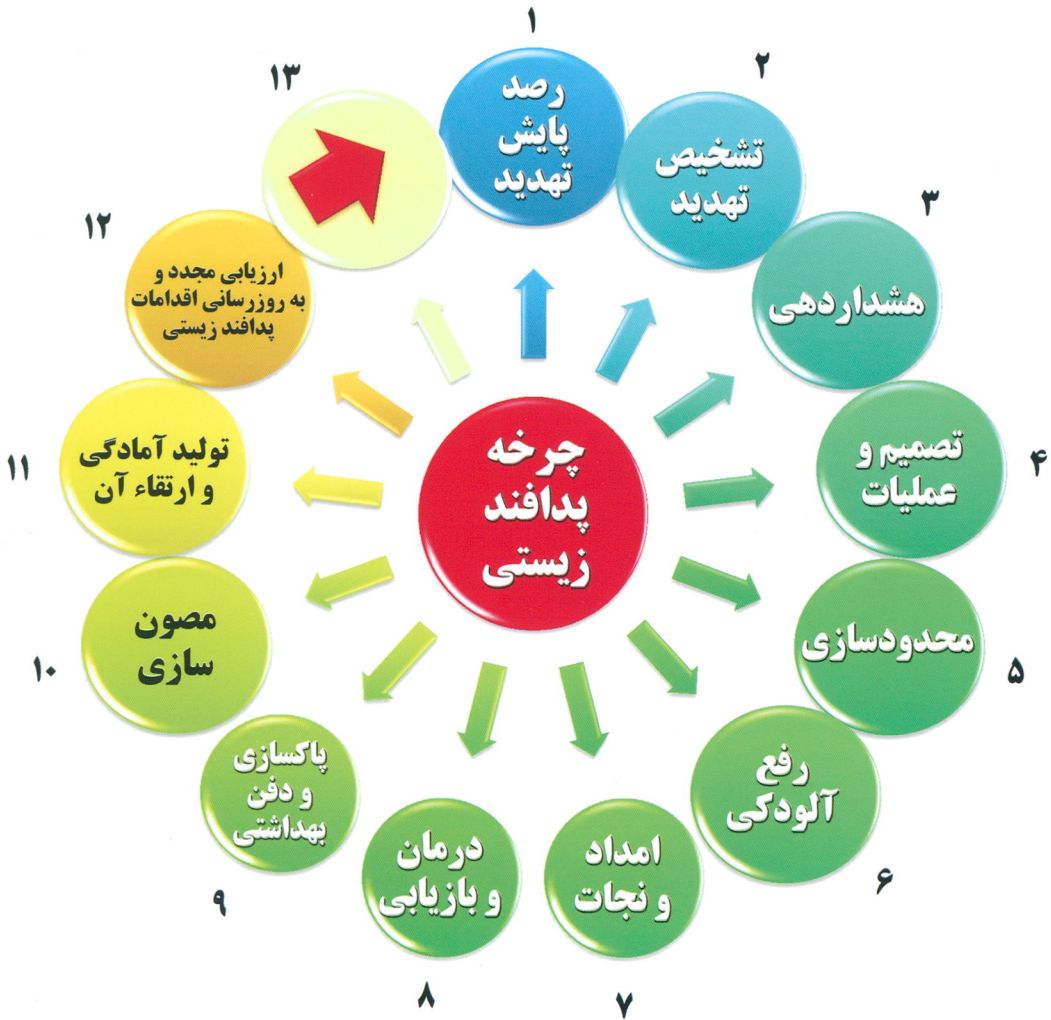 ۱
رصد
پایش
تهدید
۲
تشخیص
تهدید
۳
هشداردهی
۴
تصمیم و
عملیات
۵
محدودسازی
۶
رفع
آلودگی
۷
امداد
و نجات
۸
درمان
و بازیابی
۹
پاکسازی
و دفن
بهداشتی
۱۰
مصون
سازی
۱۱
تولید آمادگی
و ارتقاء آن
۱۲
ارزیابی مجدد و
به روزرسانی اقدامات
پدافند زیستی
۱۳
چرخه
پدافند
زیستی